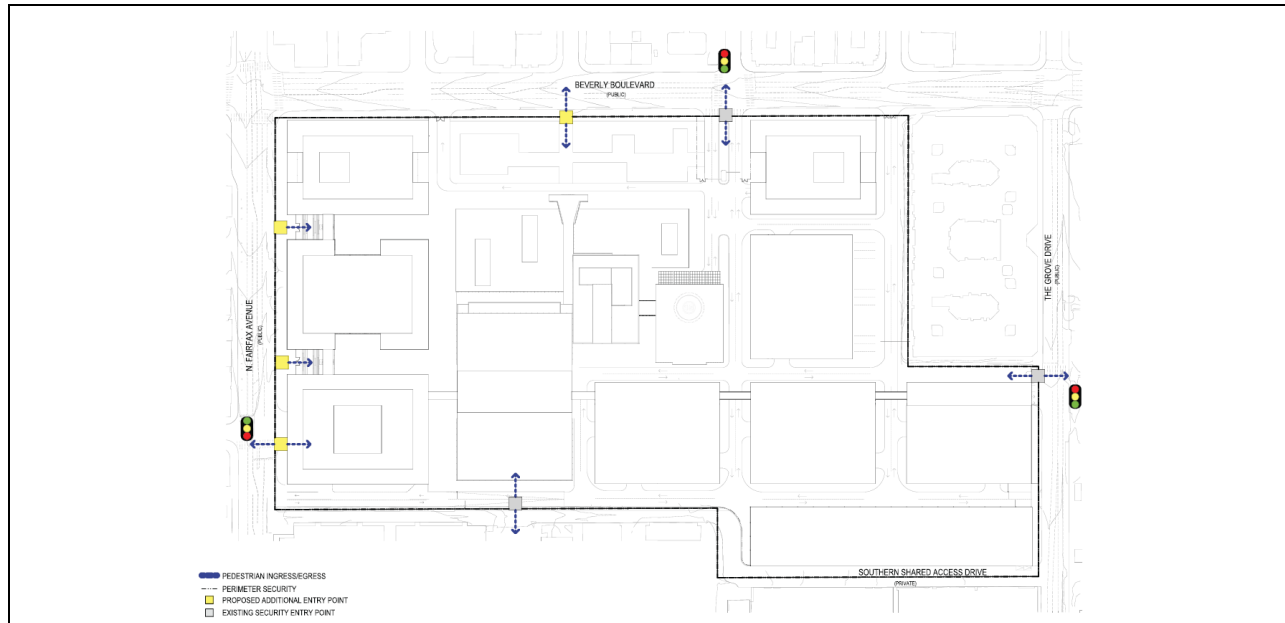 BEVERLY BOULEVARD
(PUBLIC)
N. FAIRFAX AVENUE
(PUBLIC)
THE GROVE DRIVE
(PUBLIC)
SOUTHERN SHARED ACCESS DRIVE
(PRIVATE)
PEDESTRIAN INGRESS/EGRESS
PERIMETER SECURITY
PROPOSED ADDITIONAL ENTRY POINT
EXISTING SECURITY ENTRY POINT